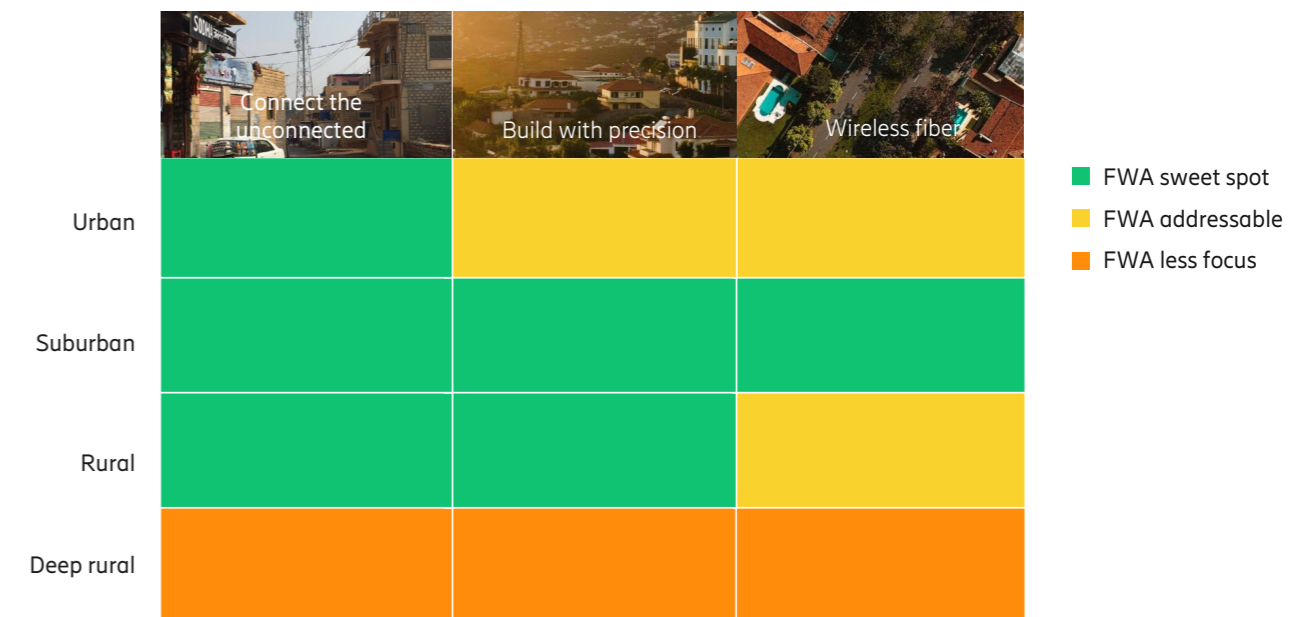 Connect the
unconnected
Build with precision
Wireless fiber
Urban
Suburban
Rural
Deep rural
FWA sweet spot
FWA addressable
FWA less focus